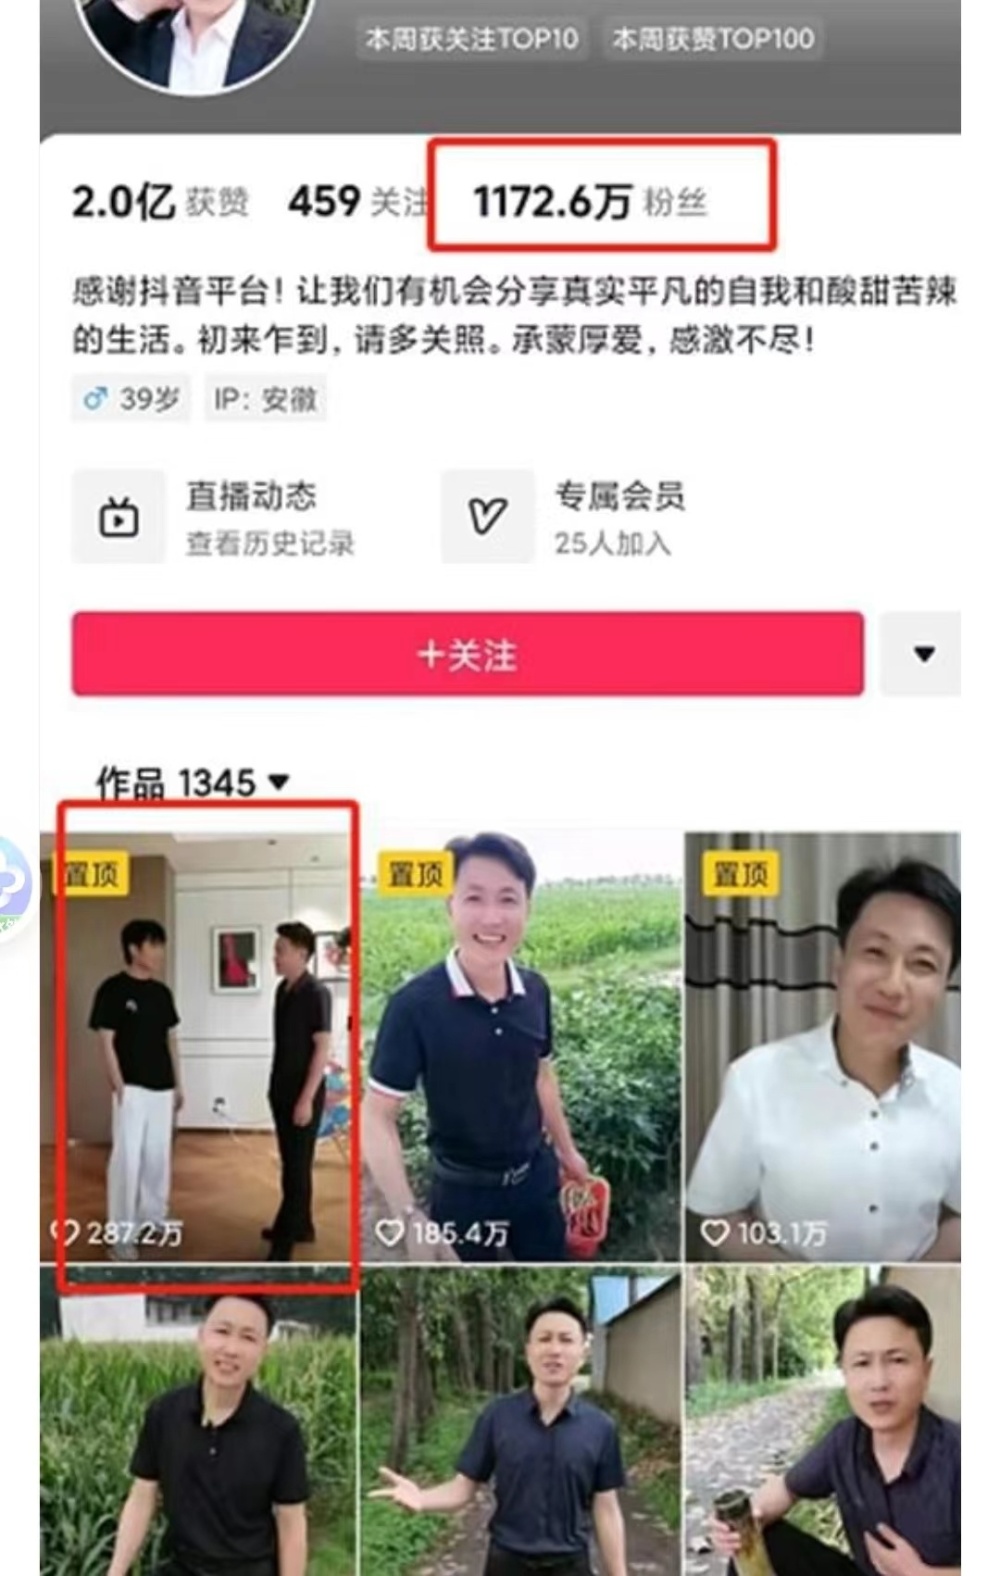 本周获关注TOP10 本周获赞TOP100
2.0亿 获赞 459 关注 1172.6万 粉丝
感谢抖音平台！让我们有机会分享真实平凡的自我和酸甜苦辣
的生活。初来乍到，请多关照。承蒙厚爱，感激不尽！
♂ 39岁 IP：安徽
直播动态 专属会员
查看历史记录 25人加入
+关注
作品 1345
置顶 置顶 置顶
287.2万 185.4万 103.1万